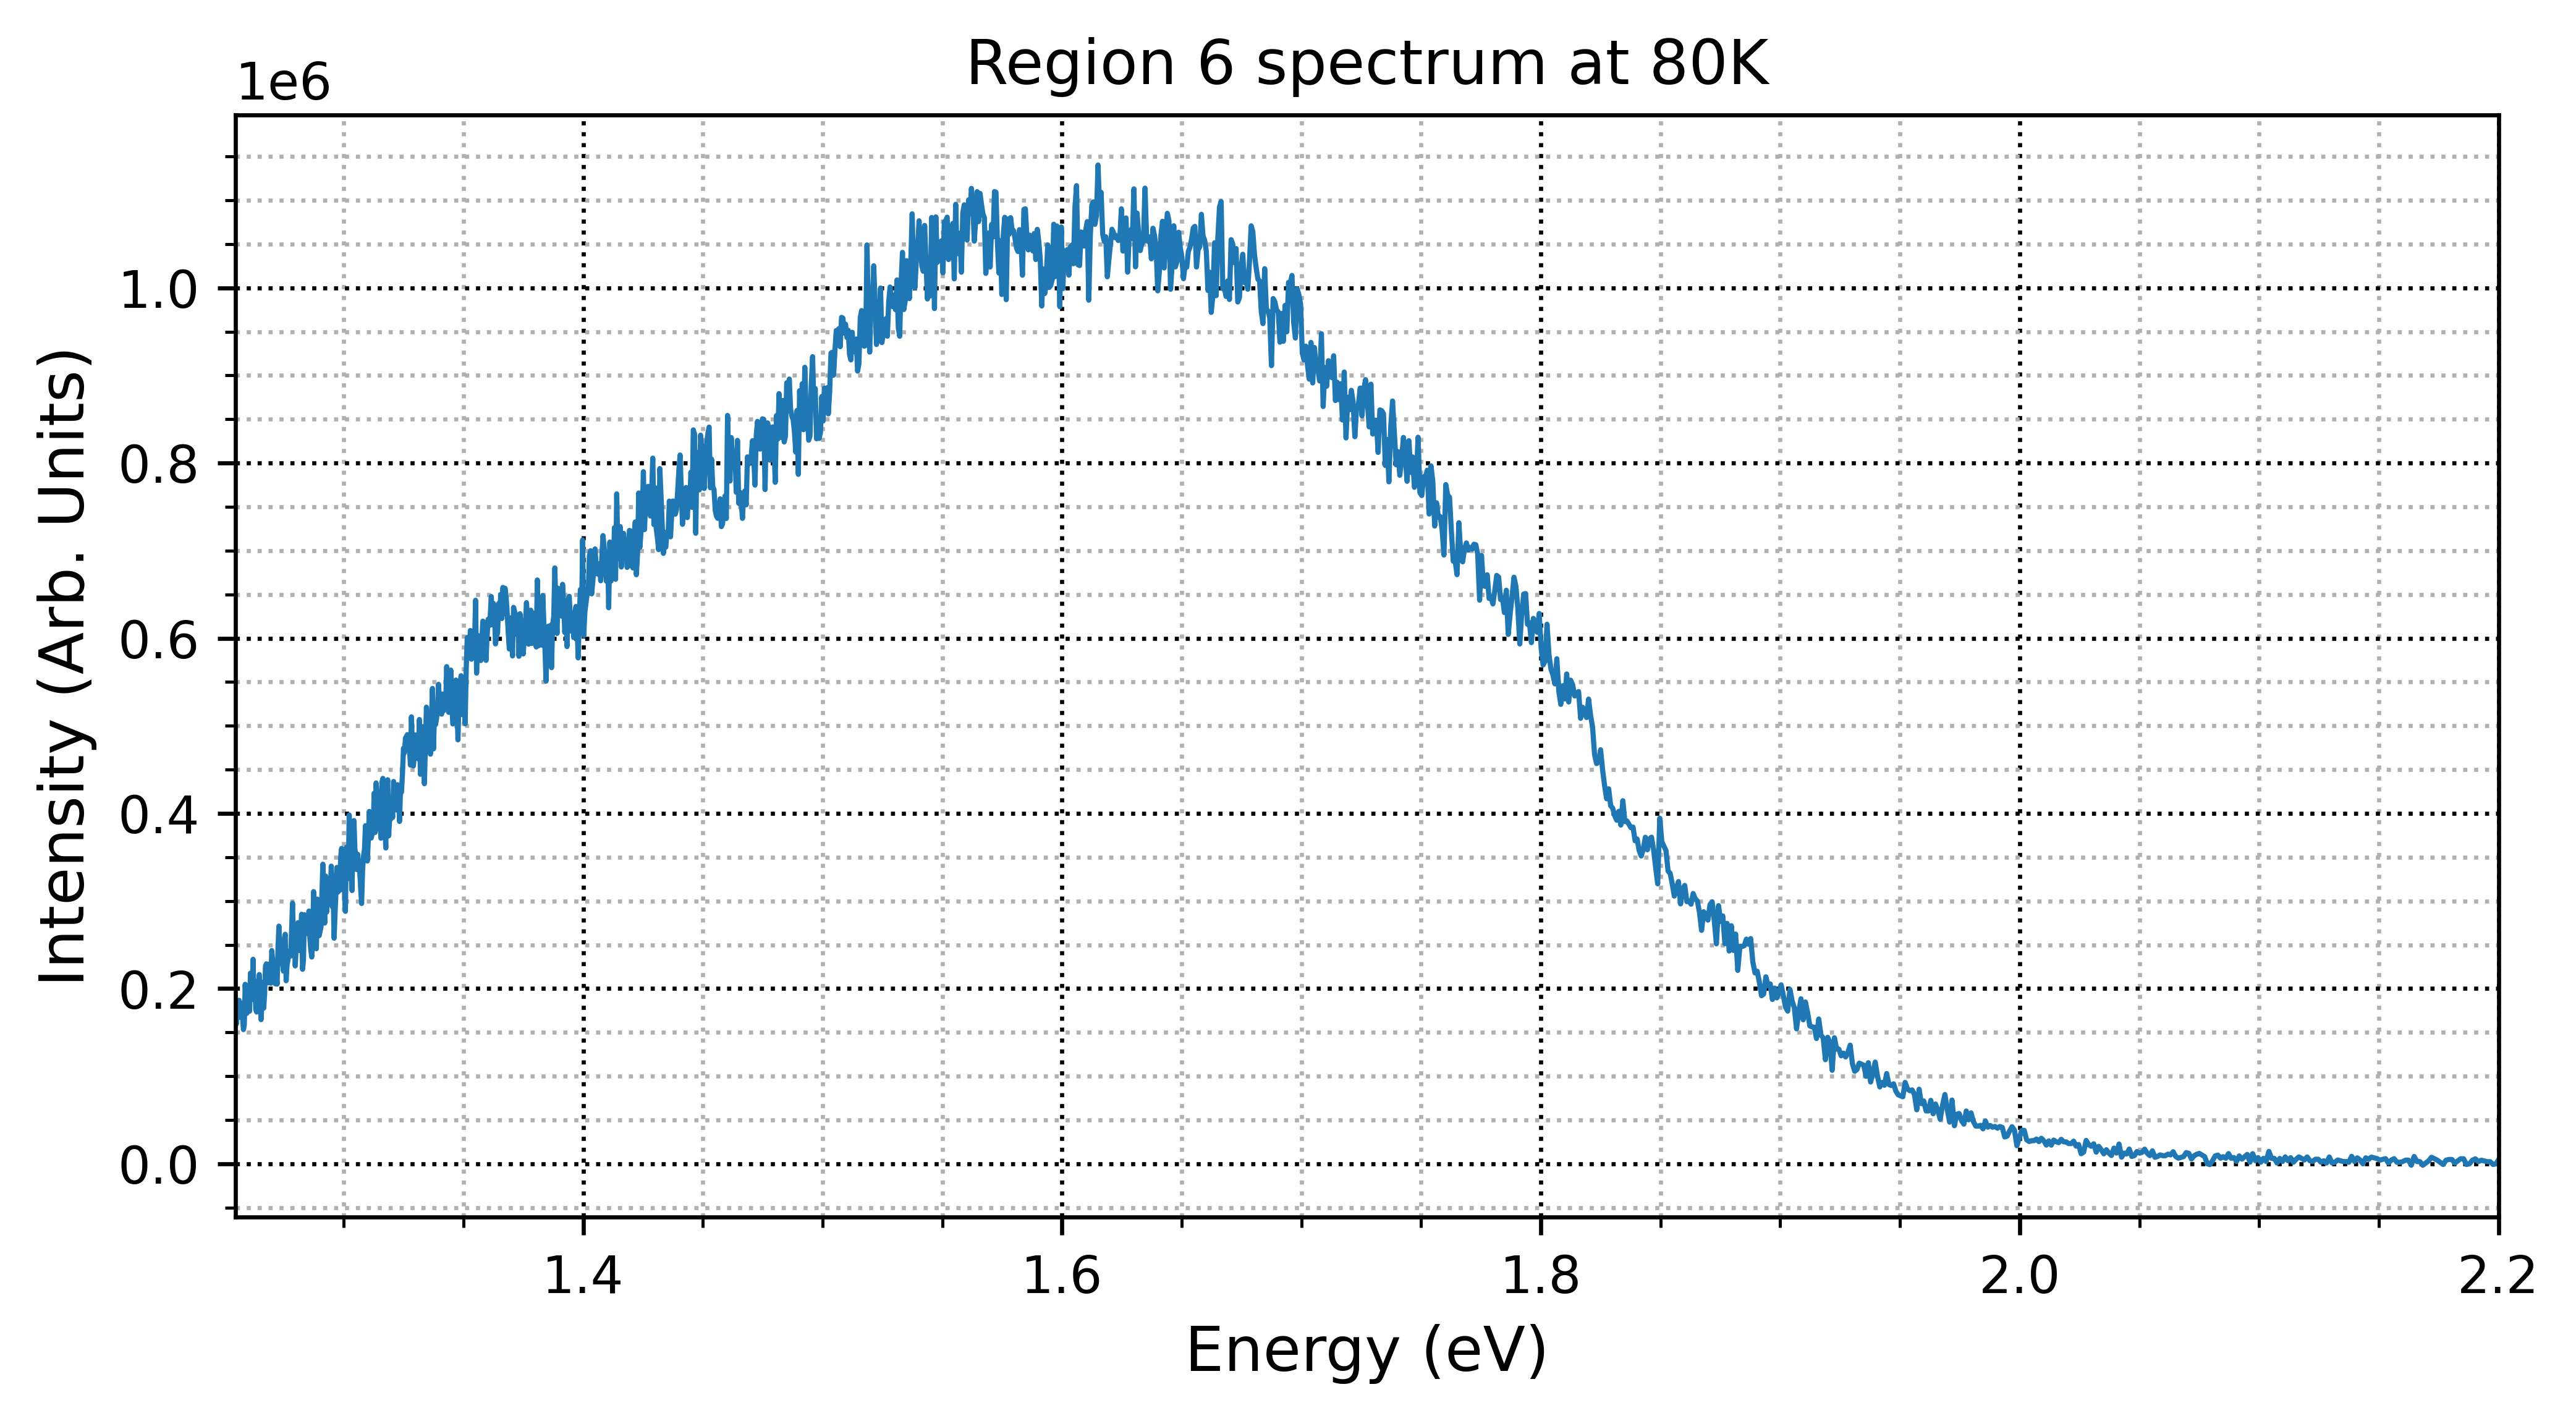 Region 6 spectrum at 80K
1e6
Intensity (Arb. Units)
1.0
0.8
0.6
0.4
0.2
0.0
1.4 1.6 1.8 2.0 2.2
Energy (eV)